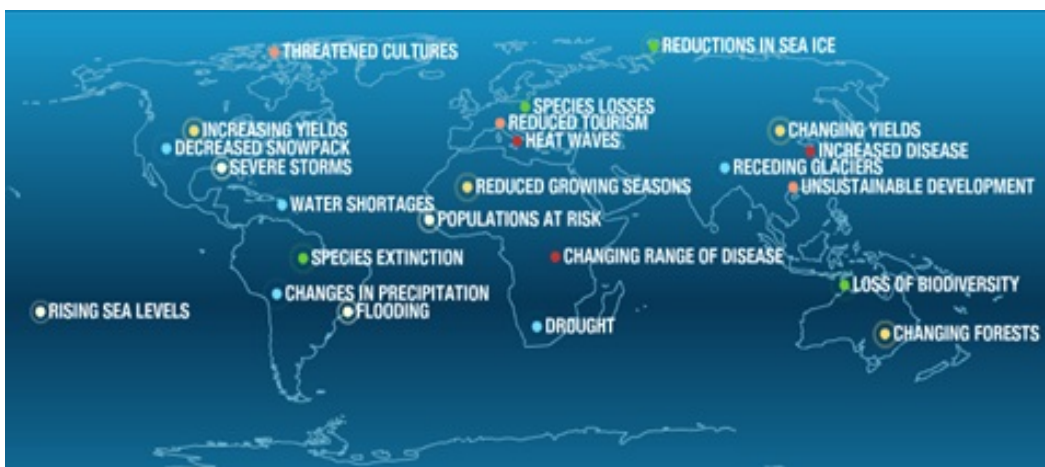 THREATENED CULTURES
REDUCTIONS IN SEA ICE
SPECIES LOSSES
REDUCED TOURISM
HEAT WAVES
INCREASING YIELDS
DECREASED SNOWPACK
SEVERE STORMS
CHANGING YIELDS
INCREASED DISEASE
RECEDING GLACIERS
UNSUSTAINABLE DEVELOPMENT
REDUCED GROWING SEASONS
WATER SHORTAGES
POPULATIONS AT RISK
SPECIES EXTINCTION
CHANGING RANGE OF DISEASE
CHANGES IN PRECIPITATION
LOSS OF BIODIVERSITY
RISING SEA LEVELS
FLOODING
DROUGHT
CHANGING FORESTS